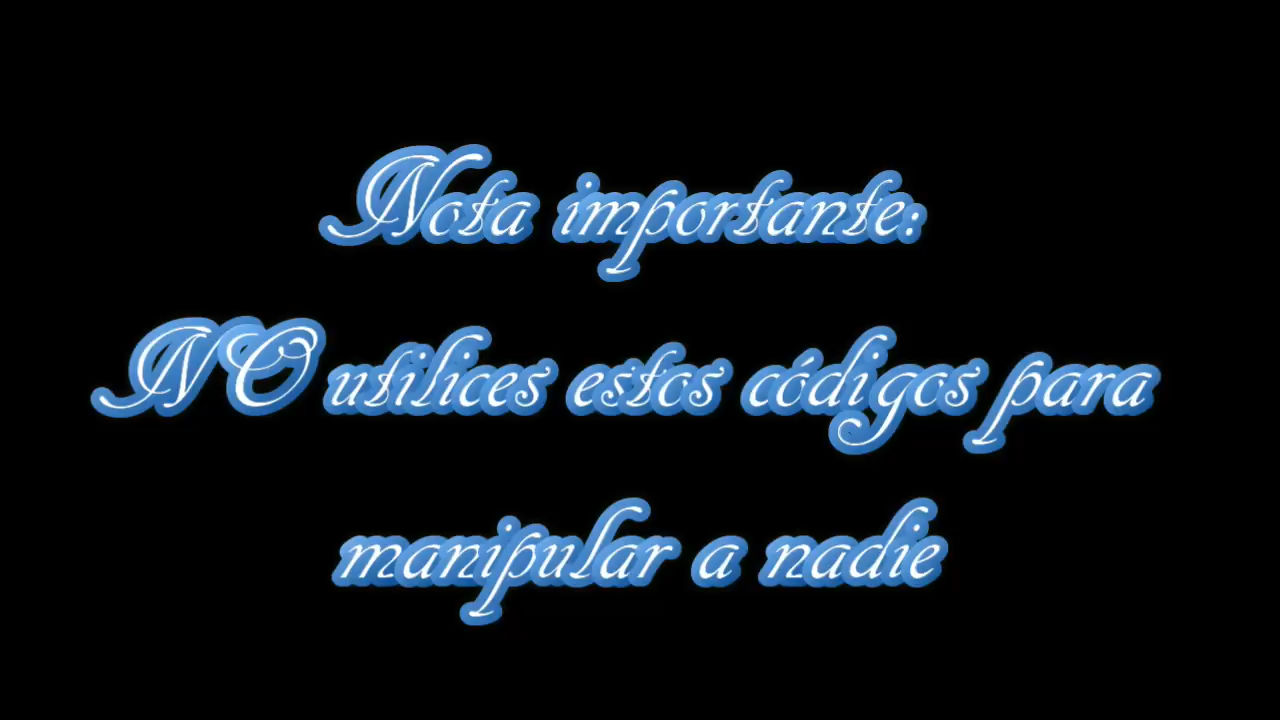 Nota importante:
NO utilices estos códigos para
manipular a nadie